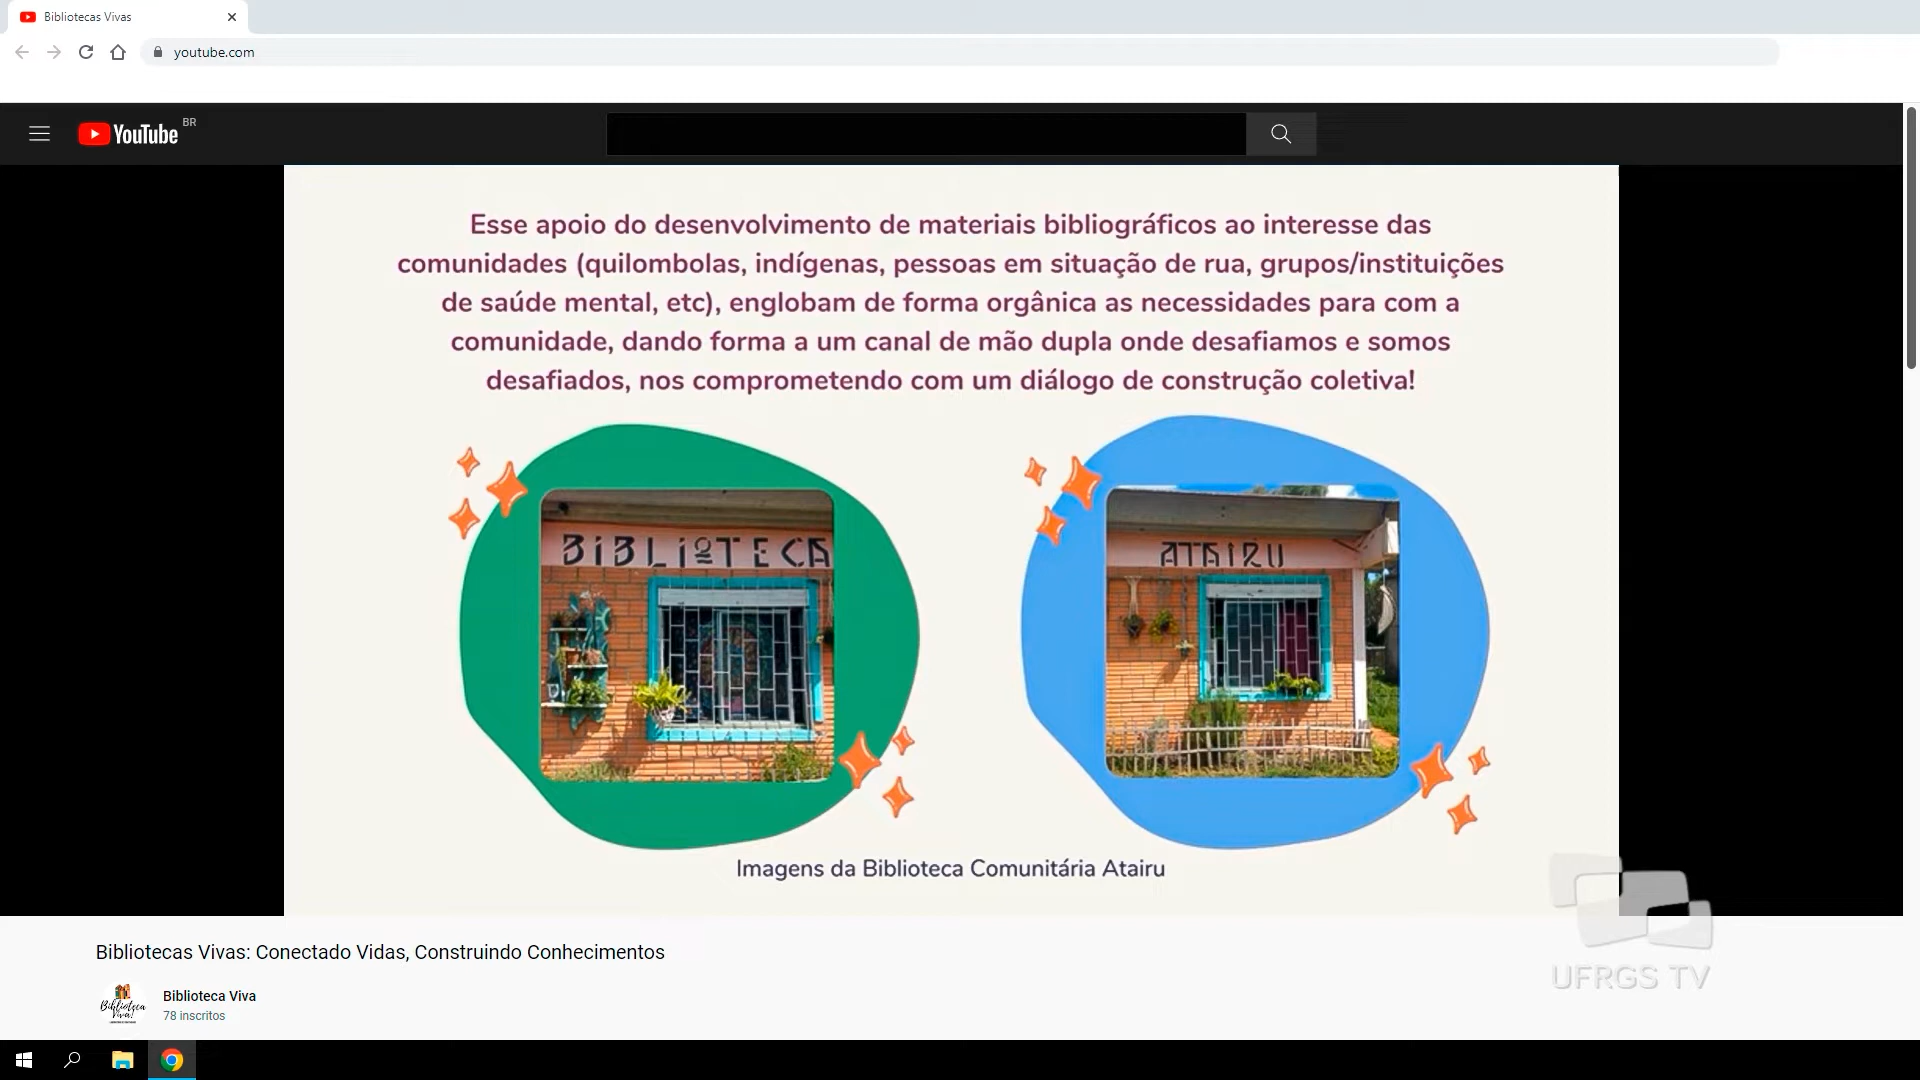 Bibliotecas Vivas
youtube.com
YouTube BR
Esse apoio do desenvolvimento de materiais bibliográficos ao interesse das
comunidades (quilombolas, indígenas, pessoas em situação de rua, grupos/instituições
de saúde mental, etc), englobam de forma orgânica as necessidades para com a
comunidade, dando forma a um canal de mão dupla onde desafiamos e somos
desafiados, nos comprometendo com um diálogo de construção coletiva!
BIBLIOTECA
ATAIRU
Imagens da Biblioteca Comunitária Atairu
UFRGS TV
Bibliotecas Vivas: Conectado Vidas, Construindo Conhecimentos
Biblioteca Viva!
Biblioteca Viva
78 inscritos